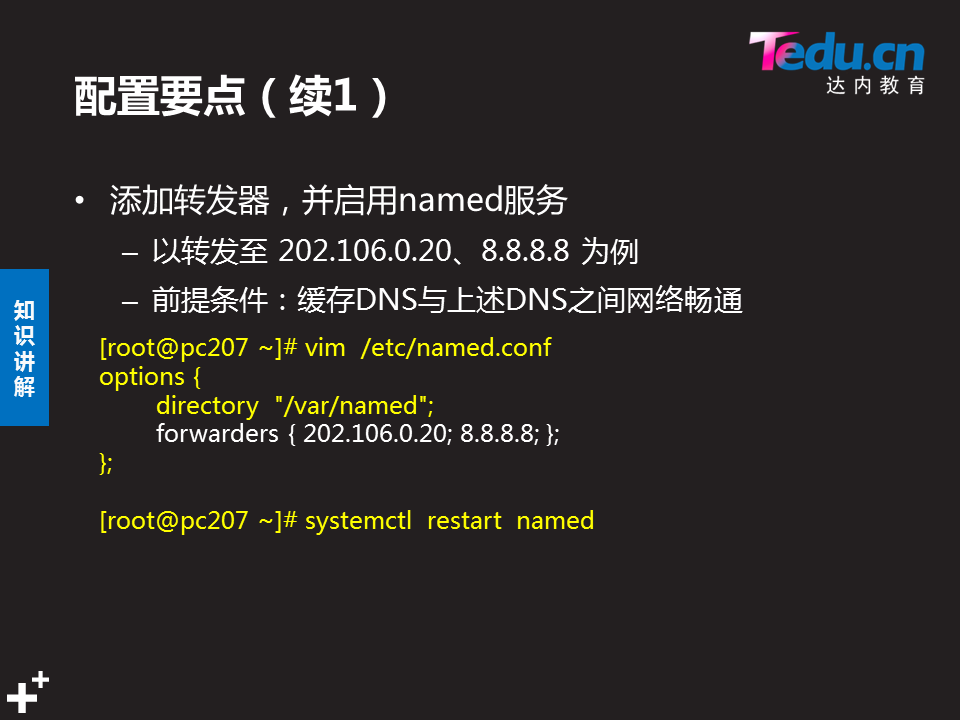 Tedu.cn
达内教育
配置要点（续1）
• 添加转发器，并启用named服务
– 以转发至 202.106.0.20、8.8.8.8 为例
– 前提条件：缓存DNS与上述DNS之间网络畅通
知识讲解
[root@pc207 ~]# vim  /etc/named.conf
options {
        directory  "/var/named";
        forwarders { 202.106.0.20; 8.8.8.8; };
};
[root@pc207 ~]# systemctl  restart  named